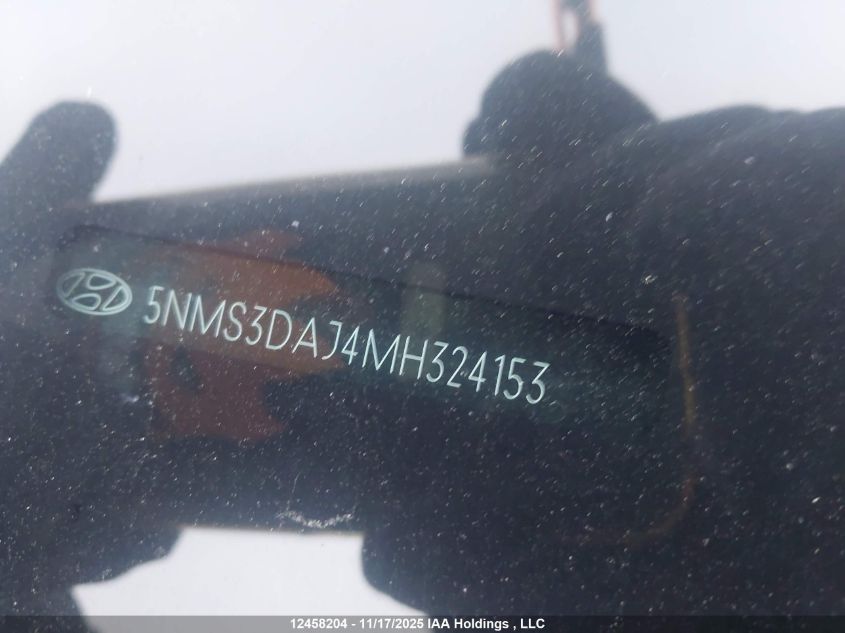 5NMS3DAJ4MH324153
12458204 - 11/17/2025 IAA Holdings , LLC